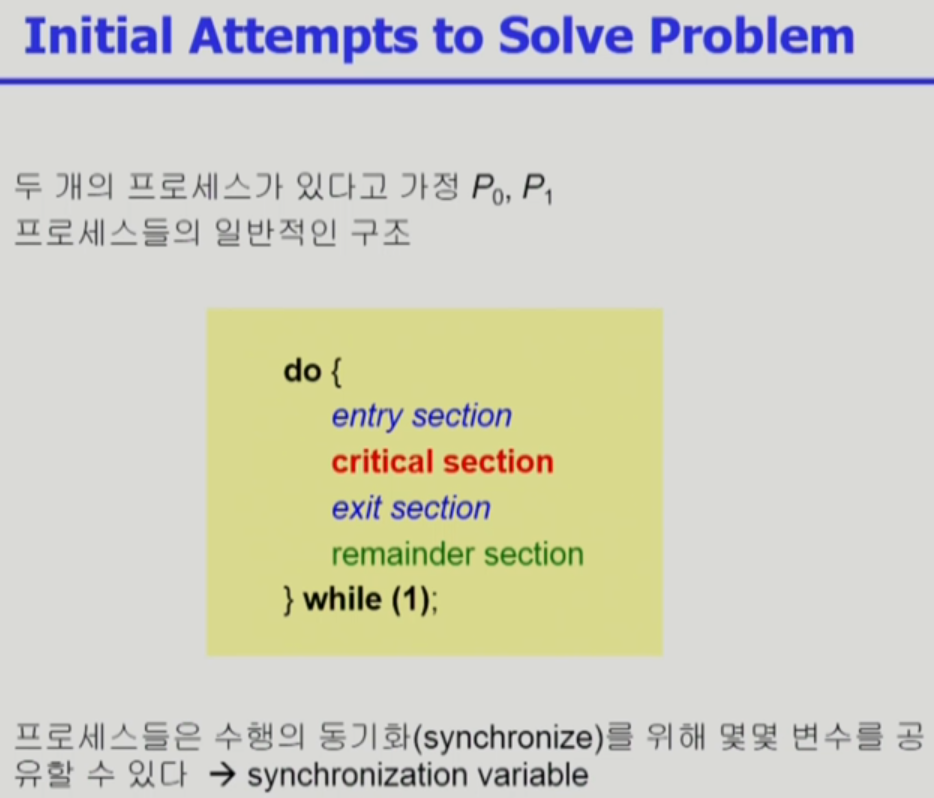 Initial Attempts to Solve Problem
두 개의 프로세스가 있다고 가정 P0, P1
프로세스들의 일반적인 구조
do {
entry section
critical section
exit section
remainder section
} while (1);
프로세스들은 수행의 동기화(synchronize)를 위해 몇몇 변수를 공
유할 수 있다 → synchronization variable